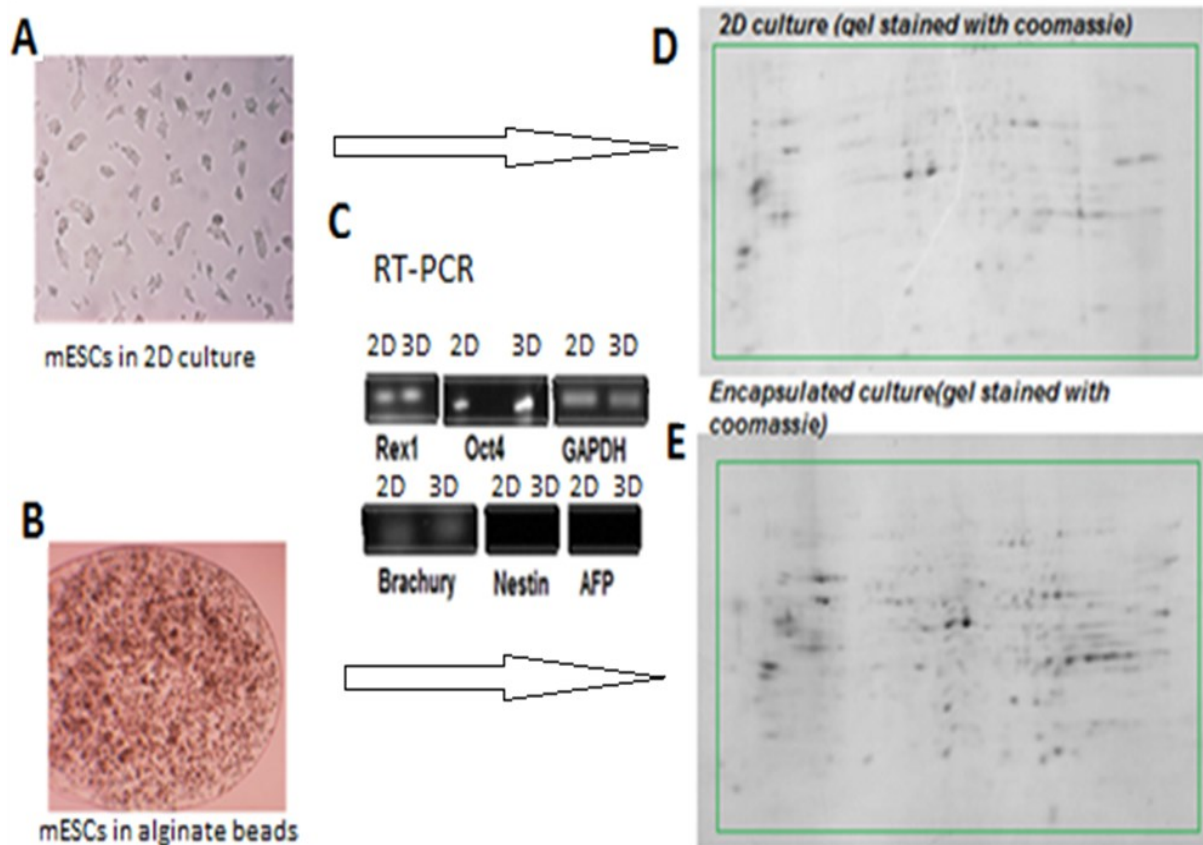 A
mESCs in 2D culture
B
mESCs in alginate beads
C
RT-PCR
2D 3D 2D 3D 2D 3D
Rex1 Oct4 GAPDH
2D 3D 2D 3D 2D 3D
Brachury Nestin AFP
D
2D culture (gel stained with coomassie)
Encapsulated culture(gel stained with
coomassie)
E